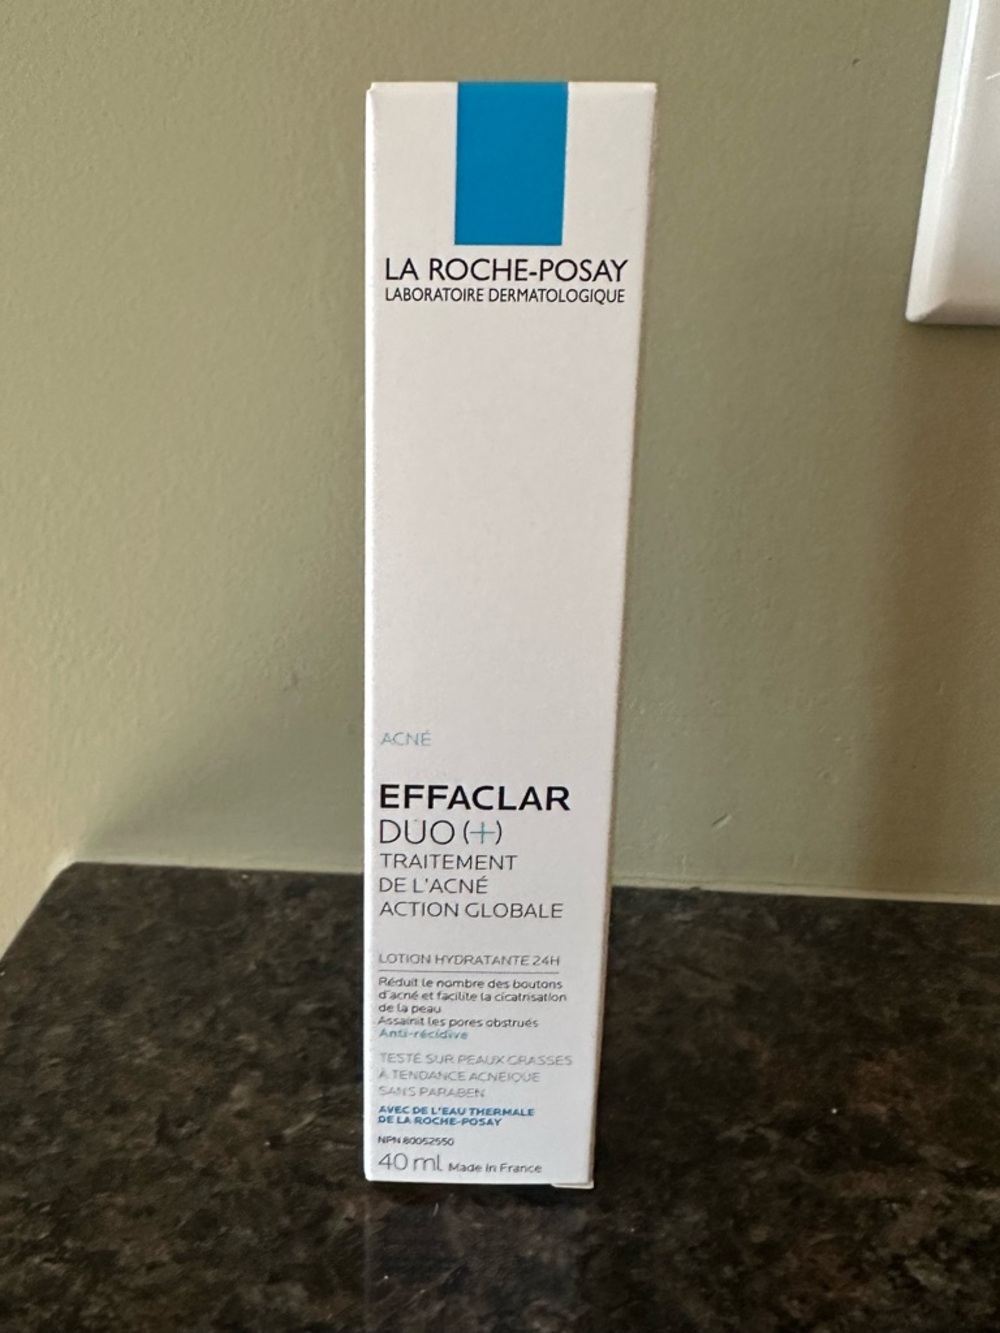 LA ROCHE-POSAY
LABORATOIRE DERMATOLOGIQUE
ACNÉ
EFFACLAR
DUO (+)
TRAITEMENT
DE L'ACNÉ
ACTION GLOBALE
LOTION HYDRATANTE 24H
Réduit le nombre des boutons
d'acné et facilite la cicatrisation
de la peau
Assainit les pores obstrués
Anti-récidive
TESTÉ SUR PEAUX GRASSES
À TENDANCE ACNÉIQUE
SANS PARABEN
AVEC DE L'EAU THERMALE
DE LA ROCHE-POSAY
NPN 80052550
40 ml Made in France